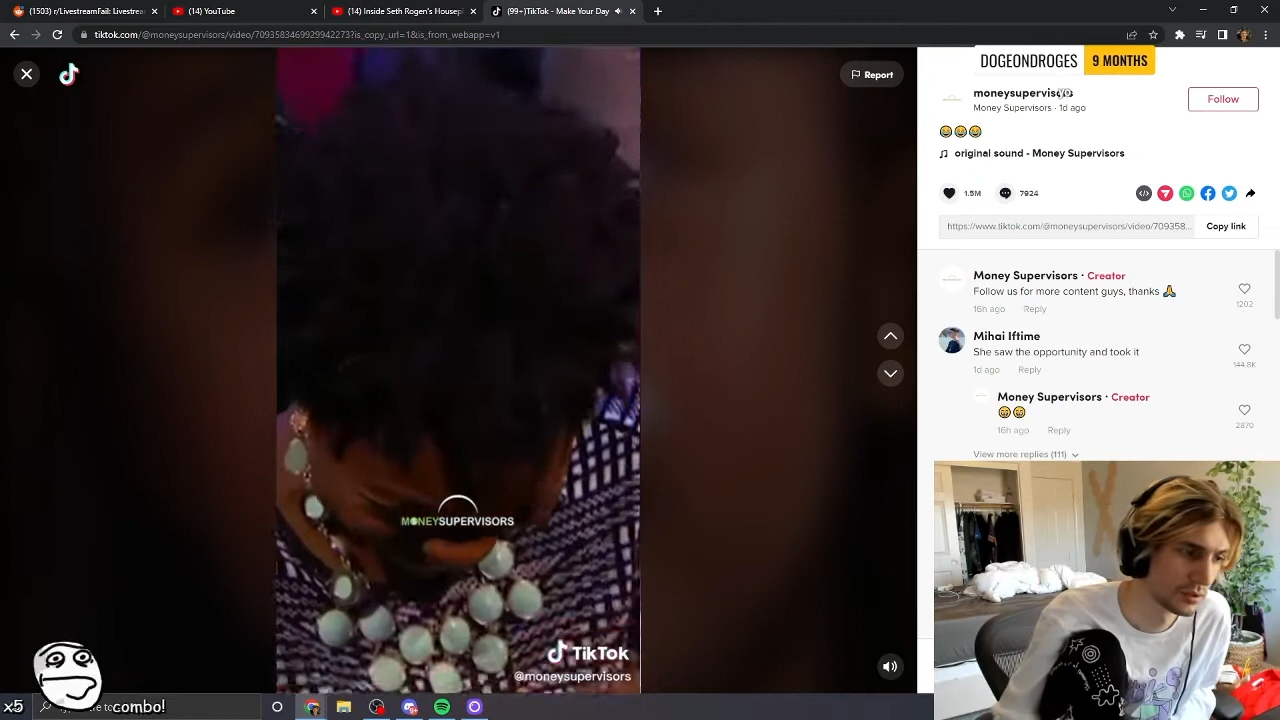 (1503) r/LivestreamFail: Livestrea
(14) YouTube
(14) Inside Seth Rogen's Housepl
(99+)TikTok - Make Your Day
tiktok.com/@moneysupervisors/video/7093583469929942273?is_copy_url=1&is_from_webapp=v1
DOGEONDROGES 9 MONTHS
Report
moneysupervisors
Money Supervisors · 1d ago
Follow
original sound - Money Supervisors
1.5M 7924
https://www.tiktok.com/@moneysupervisors/video/709358...
Copy link
Money Supervisors · Creator
Follow us for more content guys, thanks 🙏
16h ago Reply
1202
Mihai Iftime
She saw the opportunity and took it
1d ago Reply
144.8K
Money Supervisors · Creator
16h ago Reply
2870
View more replies (111)
MONEYSUPERVISORS
TikTok
@moneysupervisors
x5 combo!